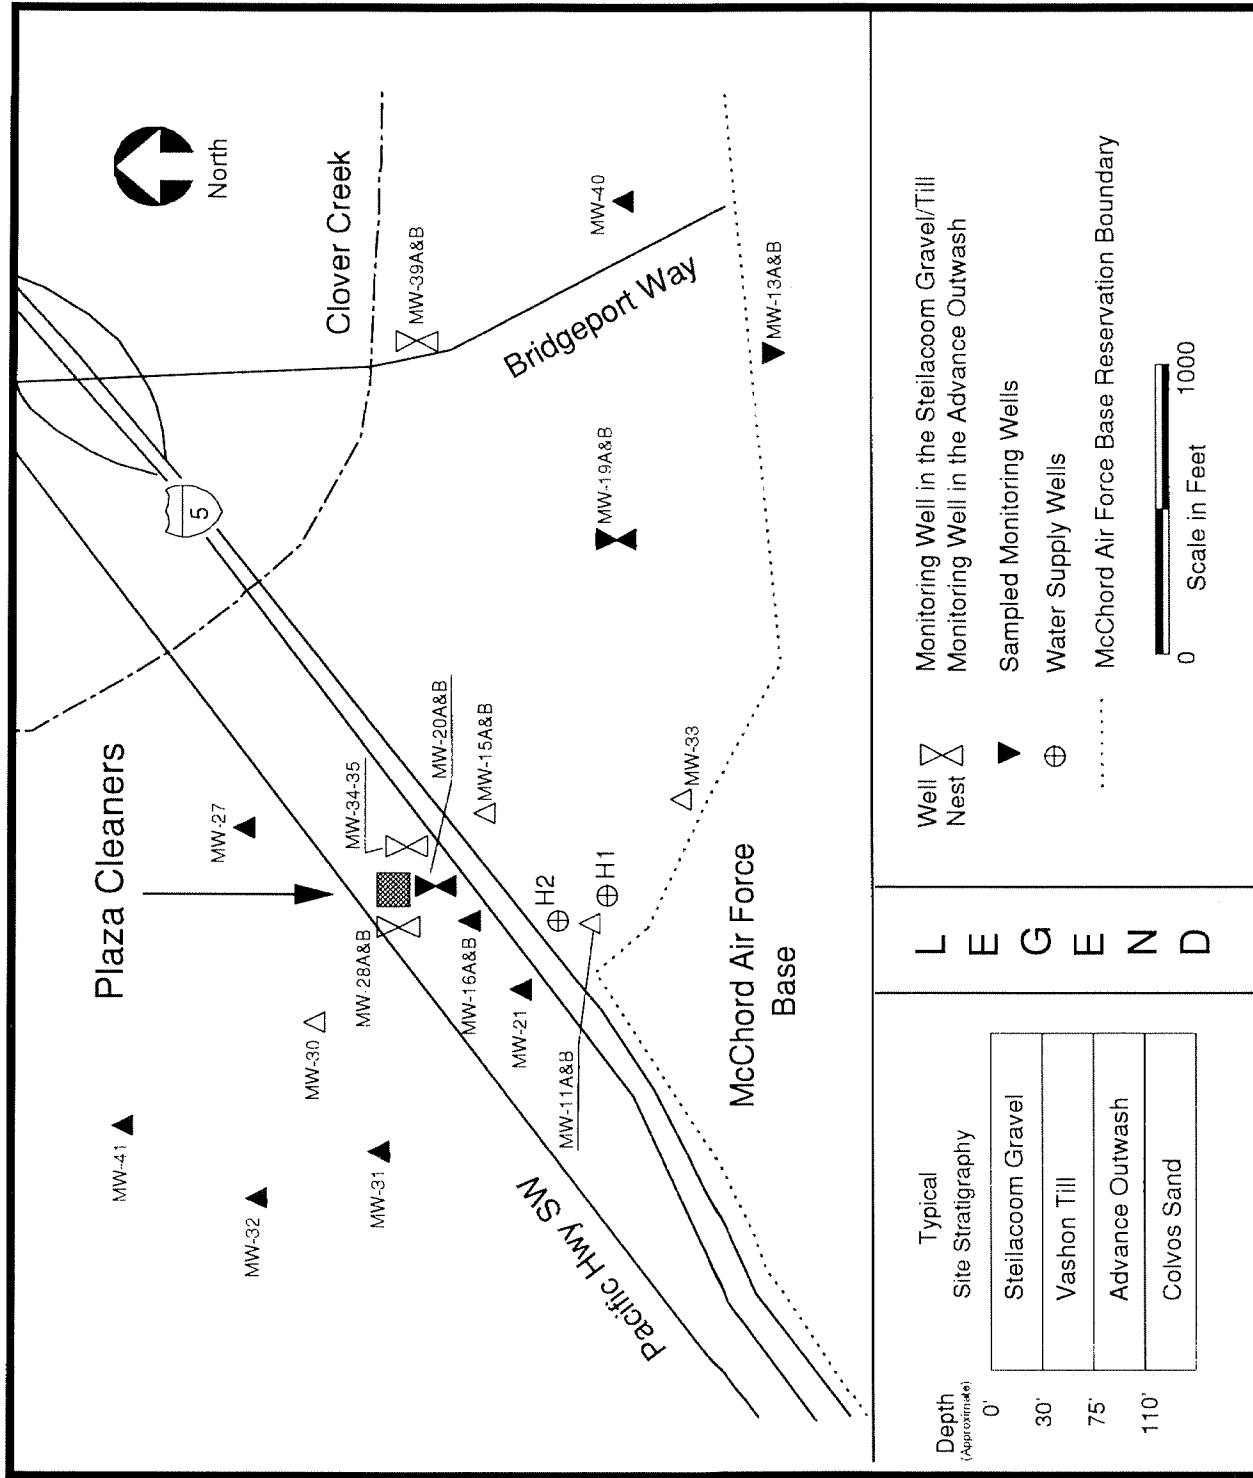 North
Clover Creek
MW-39A&B
MW-40
Bridgeport Way
MW-13A&B
5
MW-19A&B
Plaza Cleaners
MW-27
MW-34-35
MW-20A&B
MW-15A&B
MW-33
H2
H1
MW-28A&B
MW-16A&B
MW-21
MW-11A&B
MW-30
MW-41
MW-32
MW-31
McChord Air Force
Base
Pacific Hwy SW
LEGEND
Well
Nest
Monitoring Well in the Steilacoom Gravel/Till
Monitoring Well in the Advance Outwash
Sampled Monitoring Wells
Water Supply Wells
McChord Air Force Base Reservation Boundary
0 1000
Scale in Feet
Typical
Site Stratigraphy
Depth
(Approximate)
0'
Steilacoom Gravel
30'
Vashon Till
75'
Advance Outwash
110'
Colvos Sand